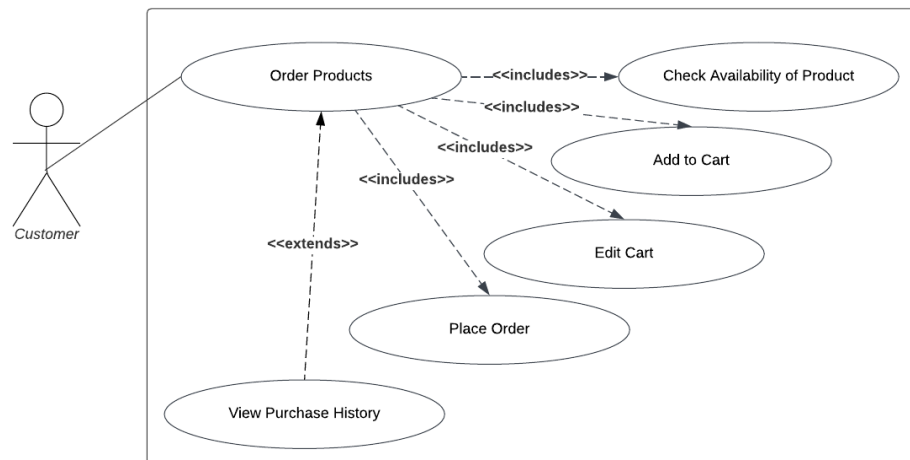 Order Products
<<includes>>
Check Availability of Product
<<includes>>
<<includes>>
Add to Cart
<<includes>>
Customer
<<extends>>
Edit Cart
Place Order
View Purchase History